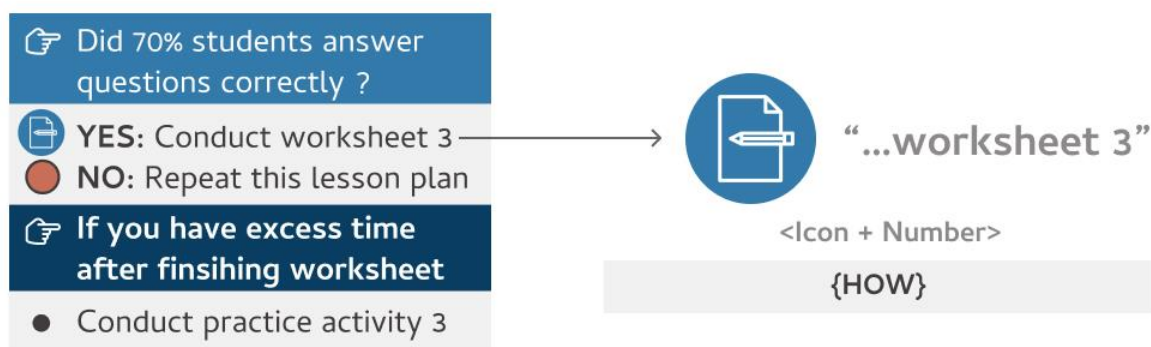 Did 70% students answer
questions correctly ?
YES: Conduct worksheet 3
NO: Repeat this lesson plan
If you have excess time
after finsihing worksheet
Conduct practice activity 3
“...worksheet 3”
<Icon + Number>
{HOW}